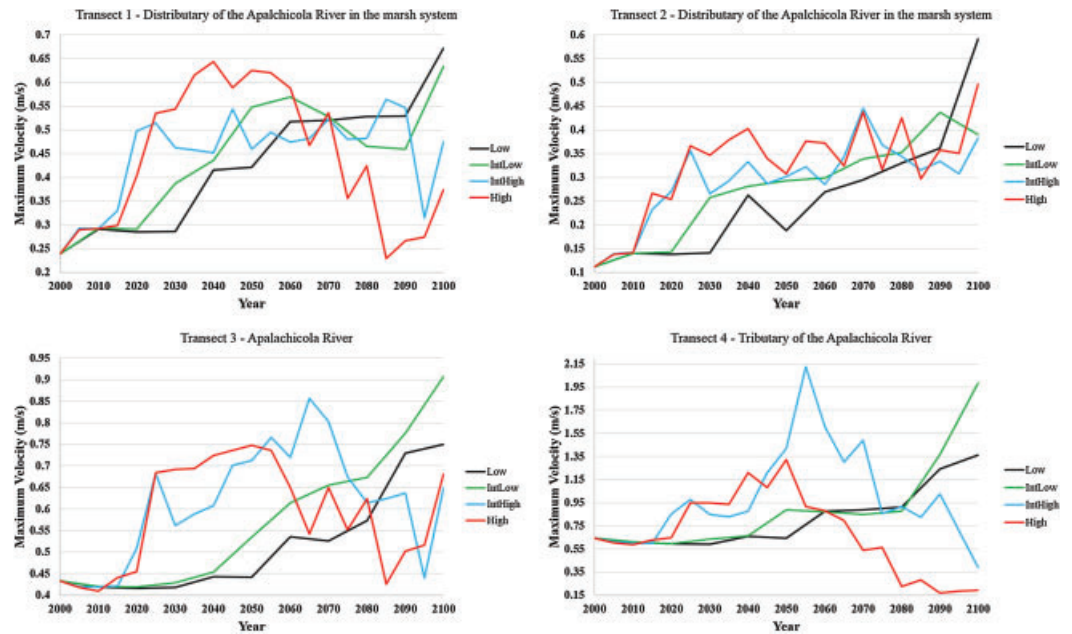 Transect 1 - Distributary of the Apalchicola River in the marsh system
Maximum Velocity (m/s)
0.7
0.65
0.6
0.55
0.5
0.45
0.4
0.35
0.3
0.25
0.2
2000 2010 2020 2030 2040 2050 2060 2070 2080 2090 2100
Year
Low
IntLow
IntHigh
High
Transect 2 - Distributary of the Apalchicola River in the marsh system
Maximum Velocity (m/s)
0.6
0.55
0.5
0.45
0.4
0.35
0.3
0.25
0.2
0.15
0.1
2000 2010 2020 2030 2040 2050 2060 2070 2080 2090 2100
Year
Low
IntLow
IntHigh
High
Transect 3 - Apalachicola River
Maximum Velocity (m/s)
0.95
0.9
0.85
0.8
0.75
0.7
0.65
0.6
0.55
0.5
0.45
0.4
2000 2010 2020 2030 2040 2050 2060 2070 2080 2090 2100
Year
Low
IntLow
IntHigh
High
Transect 4 - Tributary of the Apalachicola River
Maximum Velocity (m/s)
2.15
1.95
1.75
1.55
1.35
1.15
0.95
0.75
0.55
0.35
0.15
2000 2010 2020 2030 2040 2050 2060 2070 2080 2090 2100
Year
Low
IntLow
IntHigh
High